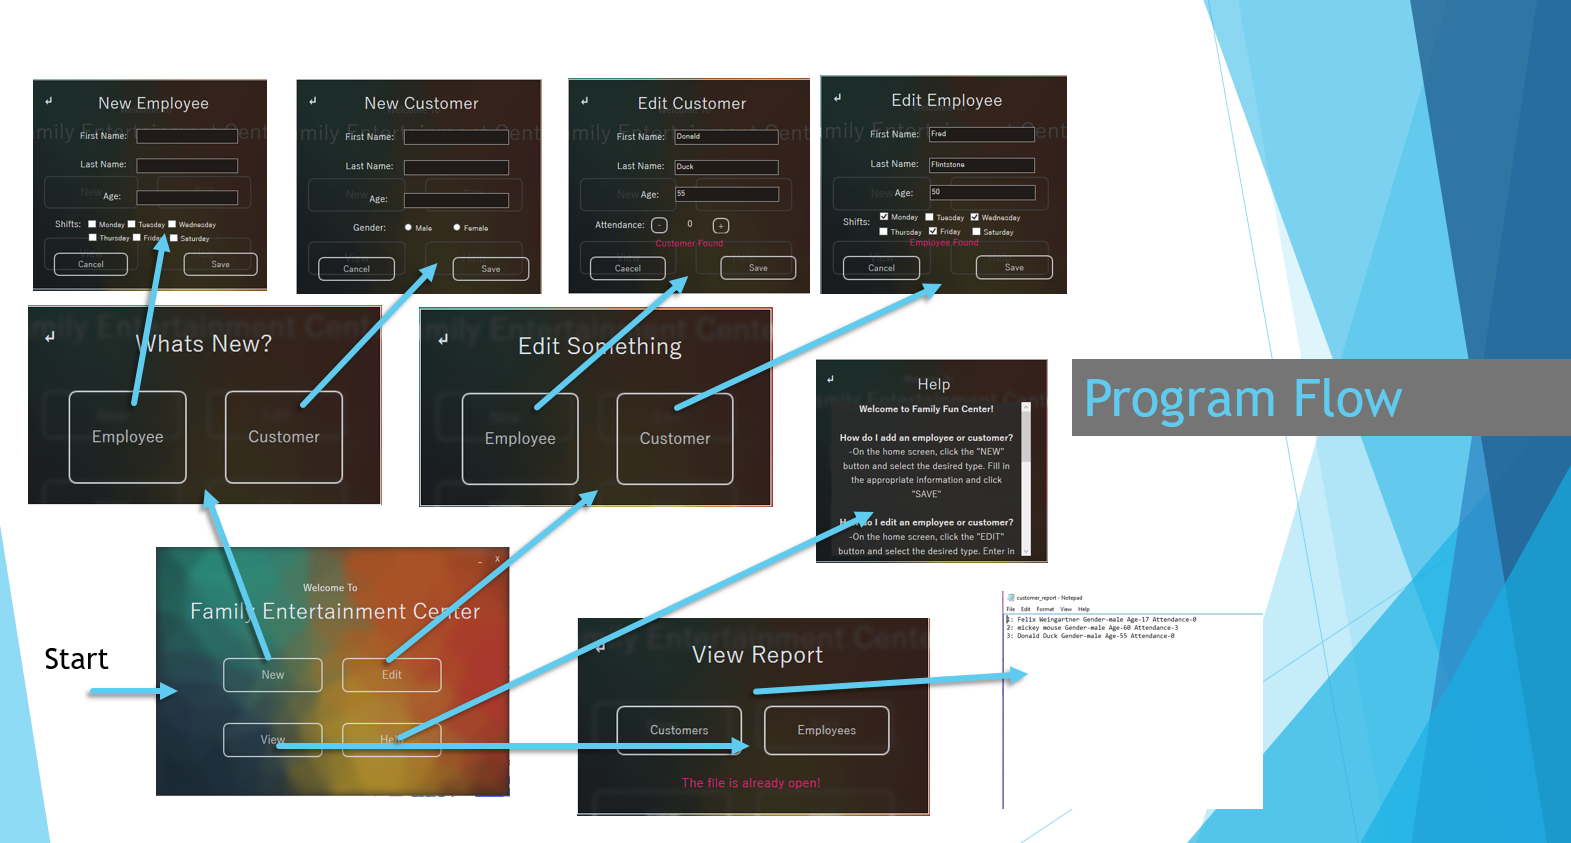 New Employee
First Name:
Last Name:
Age:
Shifts: Monday Tuesday Wednesday
Thursday Friday Saturday
Cancel Save
New Customer
First Name:
Last Name:
Age:
Gender: Male Female
Cancel Save
Edit Customer
First Name: Donald
Last Name: Duck
Age: 55
Attendance: - 0 +
Customer Found
Caecel Save
Edit Employee
First Name: Fred
Last Name: Flintstone
Age: 50
Shifts: Monday Tuesday Wednesday
Thursday Friday Saturday
Employee Found
Cancel Save
Whats New?
Employee Customer
Edit Something
Employee Customer
Help
Welcome to Family Fun Center!
How do I add an employee or customer?
-On the home screen, click the "NEW"
button and select the desired type. Fill in
the appropriate information and click
"SAVE"
How do I edit an employee or customer?
-On the home screen, click the "EDIT"
button and select the desired type. Enter in
Program Flow
Start
_ X
Welcome To
Family Entertainment Center
New Edit
View Help
View Report
Customers Employees
The file is already open!
customer_report - Notepad
File Edit Format View Help
1: Felix Weingartner Gender-male Age-17 Attendance-0
2: mickey mouse Gender-male Age-60 Attendance-3
3: Donald Duck Gender-male Age-55 Attendance-0